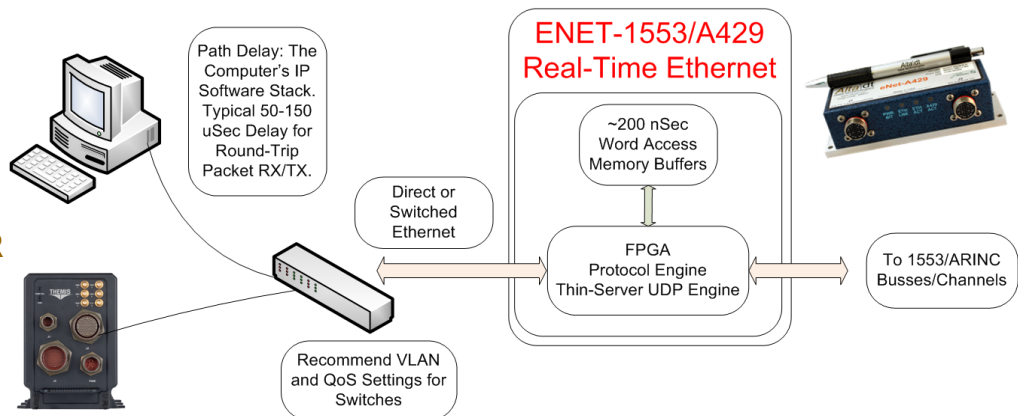 Path Delay: The
Computer's IP
Software Stack.
Typical 50-150
uSec Delay for
Round-Trip
Packet RX/TX.
ENET-1553/A429
Real-Time Ethernet
~200 nSec
Word Access
Memory Buffers
Direct or
Switched
Ethernet
FPGA
Protocol Engine
Thin-Server UDP Engine
To 1553/ARINC
Busses/Channels
R
THEMIS
Recommend VLAN
and QoS Settings for
Switches
eNet-A429